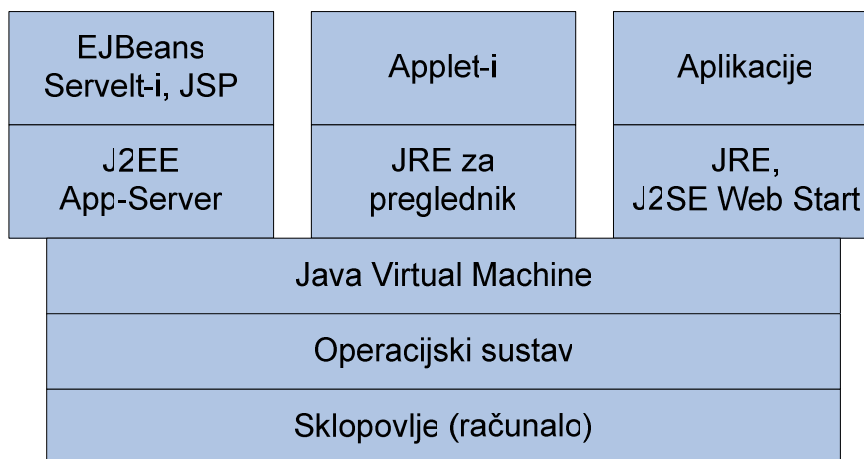 EJBeans
Servelt-i, JSP
Applet-i
Aplikacije
J2EE
App-Server
JRE za
preglednik
JRE,
J2SE Web Start
Java Virtual Machine
Operacijski sustav
Sklopovlje (računalo)